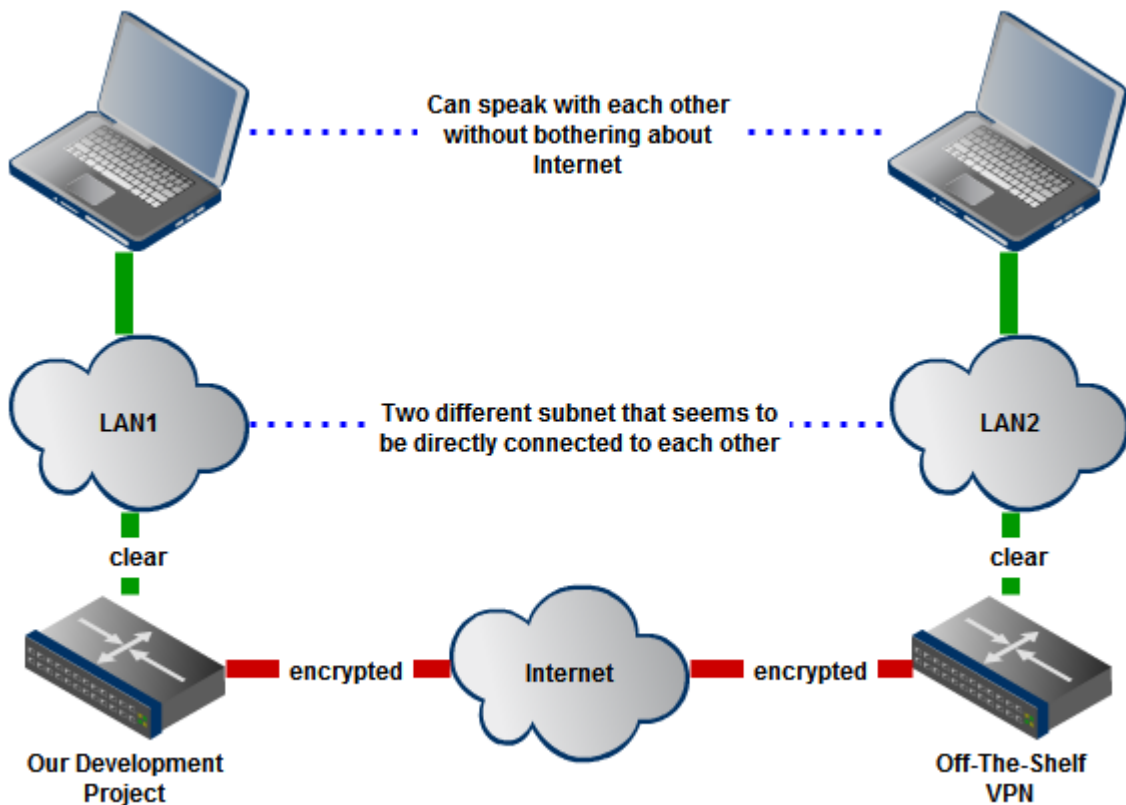 Can speak with each other
without bothering about
Internet
LAN1
Two different subnet that seems to
be directly connected to each other
LAN2
clear
clear
encrypted
Internet
encrypted
Our Development
Project
Off-The-Shelf
VPN